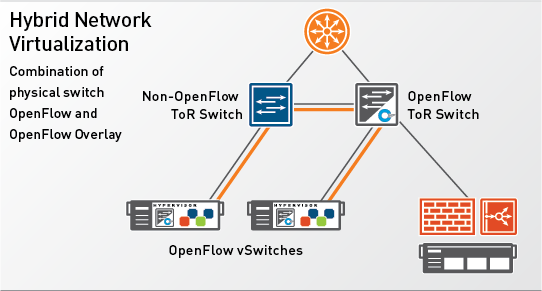 Hybrid Network
Virtualization
Combination of
physical switch
OpenFlow and
OpenFlow Overlay
Non-OpenFlow
ToR Switch
OpenFlow
ToR Switch
HYPERVISOR
HYPERVISOR
OpenFlow vSwitches